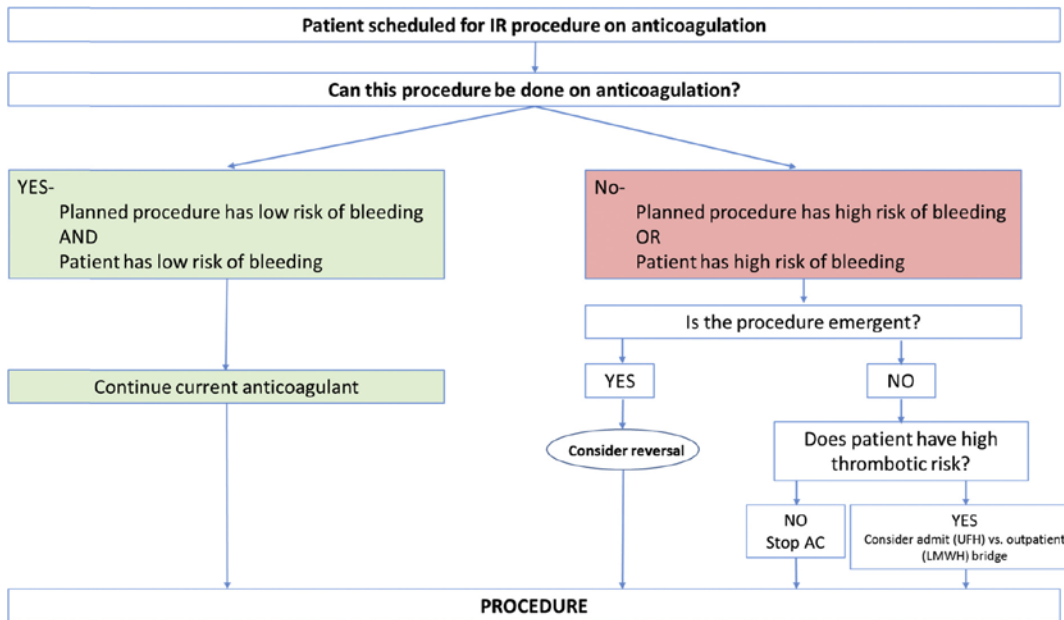 Patient scheduled for IR procedure on anticoagulation
Can this procedure be done on anticoagulation?
YES-
Planned procedure has low risk of bleeding
AND
Patient has low risk of bleeding
No-
Planned procedure has high risk of bleeding
OR
Patient has high risk of bleeding
Is the procedure emergent?
Continue current anticoagulant
YES
NO
Consider reversal
Does patient have high
thrombotic risk?
NO
Stop AC
YES
Consider admit (UFH) vs. outpatient
(LMWH) bridge
PROCEDURE